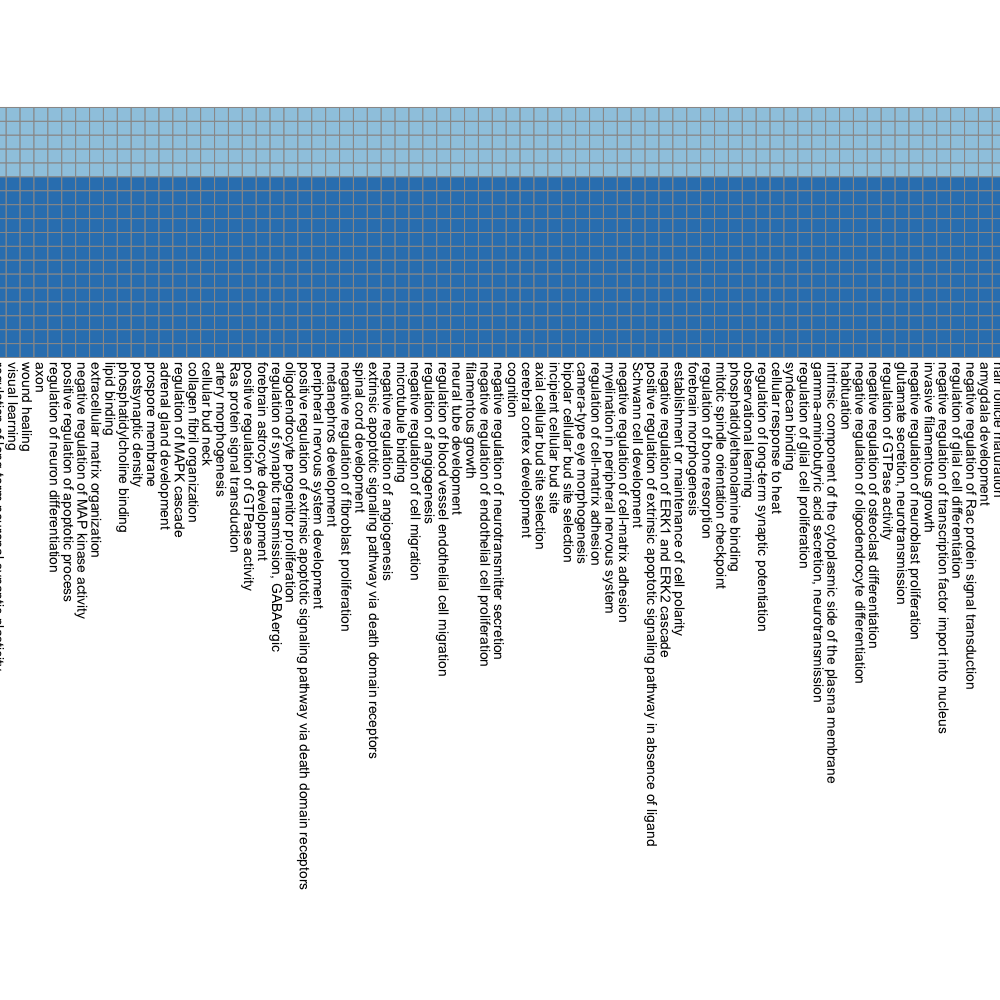 wound healing
visual learning
axon
regulation of neuron differentiation
positive regulation of apoptotic process
negative regulation of MAP kinase activity
extracellular matrix organization
lipid binding
phosphatidylcholine binding
postsynaptic density
prospore membrane
adrenal gland development
regulation of MAPK cascade
collagen fibril organization
cellular bud neck
artery morphogenesis
Ras protein signal transduction
positive regulation of GTPase activity
forebrain astrocyte development
regulation of synaptic transmission, GABAergic
oligodendrocyte progenitor proliferation
positive regulation of extrinsic apoptotic signaling pathway via death domain receptors
peripheral nervous system development
metanephros development
negative regulation of fibroblast proliferation
spinal cord development
extrinsic apoptotic signaling pathway via death domain receptors
negative regulation of angiogenesis
microtubule binding
negative regulation of cell migration
regulation of angiogenesis
regulation of blood vessel endothelial cell migration
neural tube development
filamentous growth
negative regulation of endothelial cell proliferation
negative regulation of neurotransmitter secretion
cognition
cerebral cortex development
axial cellular bud site selection
incipient cellular bud site
bipolar cellular bud site selection
camera-type eye morphogenesis
regulation of cell-matrix adhesion
myelination in peripheral nervous system
negative regulation of cell-matrix adhesion
Schwann cell development
positive regulation of extrinsic apoptotic signaling pathway in absence of ligand
negative regulation of ERK1 and ERK2 cascade
establishment or maintenance of cell polarity
forebrain morphogenesis
regulation of bone resorption
mitotic spindle orientation checkpoint
phosphatidylethanolamine binding
observational learning
regulation of long-term synaptic potentiation
cellular response to heat
syndecan binding
regulation of glial cell proliferation
gamma-aminobutyric acid secretion, neurotransmission
intrinsic component of the cytoplasmic side of the plasma membrane
habituation
negative regulation of oligodendrocyte differentiation
negative regulation of osteoclast differentiation
regulation of GTPase activity
glutamate secretion, neurotransmission
negative regulation of neuroblast proliferation
invasive filamentous growth
negative regulation of transcription factor import into nucleus
regulation of glial cell differentiation
negative regulation of Rac protein signal transduction
amygdala development
hair follicle maturation